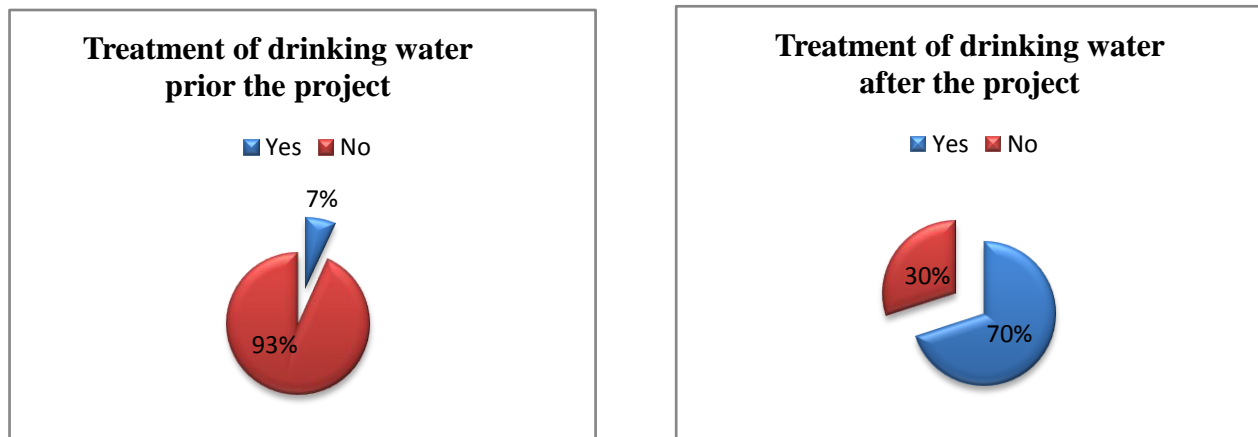 Treatment of drinking water
prior the project
Yes No
7%
93%
Treatment of drinking water
after the project
Yes No
30%
70%